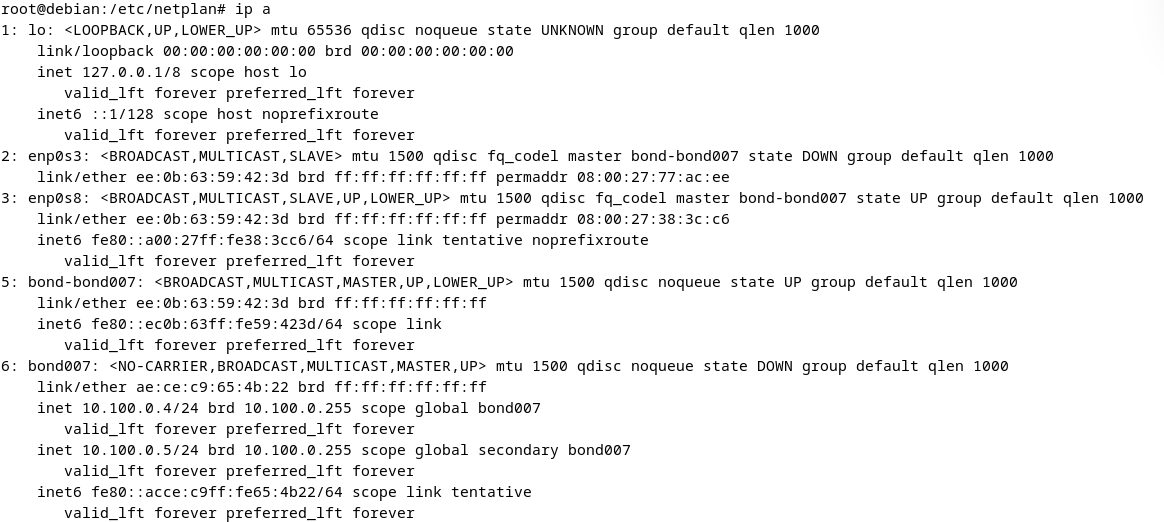 root@debian:/etc/netplan# ip a
1: lo: <LOOPBACK,UP,LOWER_UP> mtu 65536 qdisc noqueue state UNKNOWN group default qlen 1000
    link/loopback 00:00:00:00:00:00 brd 00:00:00:00:00:00
    inet 127.0.0.1/8 scope host lo
       valid_lft forever preferred_lft forever
    inet6 ::1/128 scope host noprefixroute
       valid_lft forever preferred_lft forever
2: enp0s3: <BROADCAST,MULTICAST,SLAVE> mtu 1500 qdisc fq_codel master bond-bond007 state DOWN group default qlen 1000
    link/ether ee:0b:63:59:42:3d brd ff:ff:ff:ff:ff:ff permaddr 08:00:27:77:ac:ee
3: enp0s8: <BROADCAST,MULTICAST,SLAVE,UP,LOWER_UP> mtu 1500 qdisc fq_codel master bond-bond007 state UP group default qlen 1000
    link/ether ee:0b:63:59:42:3d brd ff:ff:ff:ff:ff:ff permaddr 08:00:27:38:3c:c6
    inet6 fe80::a00:27ff:fe38:3cc6/64 scope link tentative noprefixroute
       valid_lft forever preferred_lft forever
5: bond-bond007: <BROADCAST,MULTICAST,MASTER,UP,LOWER_UP> mtu 1500 qdisc noqueue state UP group default qlen 1000
    link/ether ee:0b:63:59:42:3d brd ff:ff:ff:ff:ff:ff
    inet6 fe80::ec0b:63ff:fe59:423d/64 scope link
       valid_lft forever preferred_lft forever
6: bond007: <NO-CARRIER,BROADCAST,MULTICAST,MASTER,UP> mtu 1500 qdisc noqueue state DOWN group default qlen 1000
    link/ether ae:ce:c9:65:4b:22 brd ff:ff:ff:ff:ff:ff
    inet 10.100.0.4/24 brd 10.100.0.255 scope global bond007
       valid_lft forever preferred_lft forever
    inet 10.100.0.5/24 brd 10.100.0.255 scope global secondary bond007
       valid_lft forever preferred_lft forever
    inet6 fe80::acce:c9ff:fe65:4b22/64 scope link tentative
       valid_lft forever preferred_lft forever